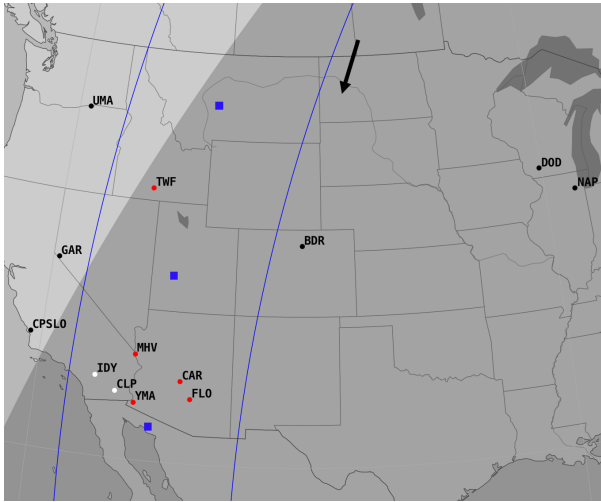 UMA
DOD
TWF
NAP
BDR
GAR
CPSLO
MHV
IDY
CAR
CLP
YMA
FLO